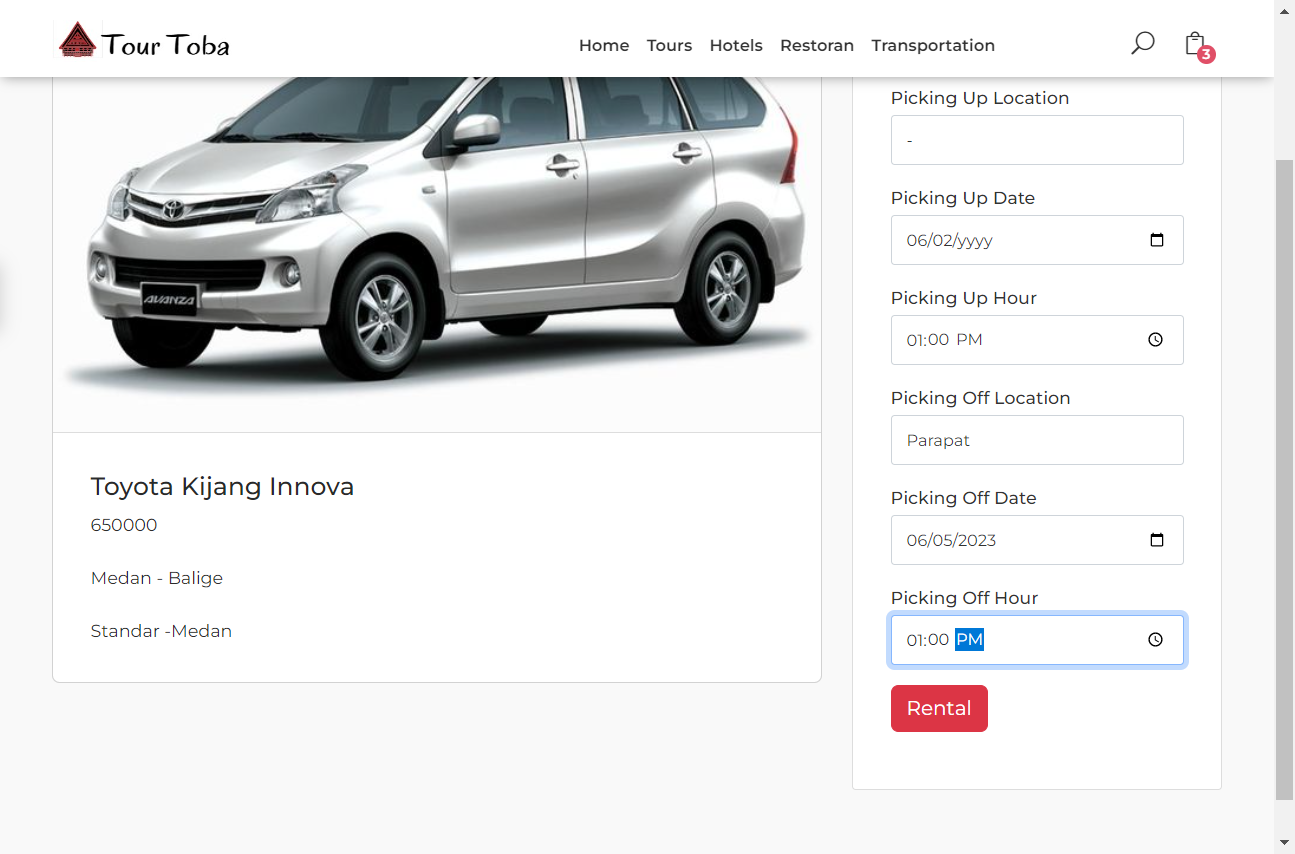 Tour Toba
Home Tours Hotels Restoran Transportation
3
AVANZA
Toyota Kijang Innova
650000
Medan - Balige
Standar -Medan
Picking Up Location
-
Picking Up Date
06/02/yyyy
Picking Up Hour
01:00 PM
Picking Off Location
Parapat
Picking Off Date
06/05/2023
Picking Off Hour
01:00 PM
Rental